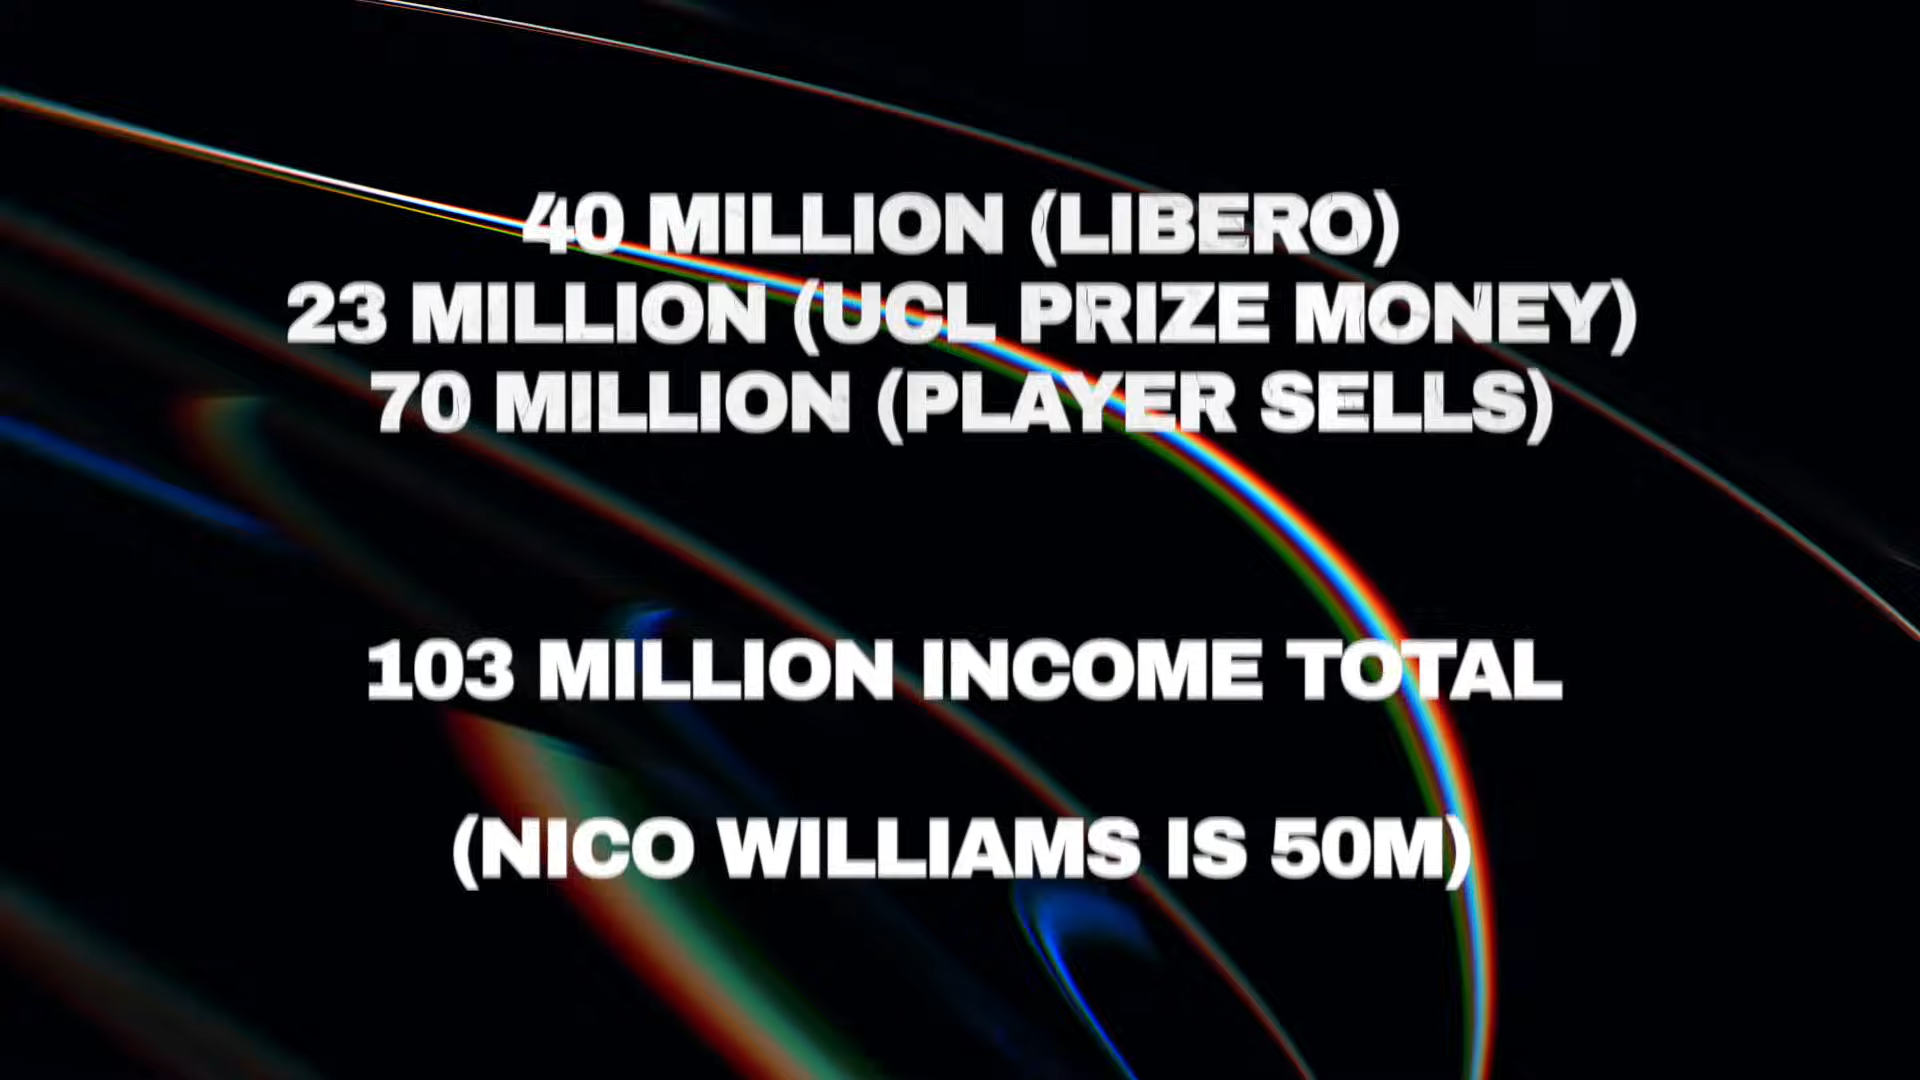 40 MILLION (LIBERO)
23 MILLION (UCL PRIZE MONEY)
70 MILLION (PLAYER SELLS)
103 MILLION INCOME TOTAL
(NICO WILLIAMS IS 50M)